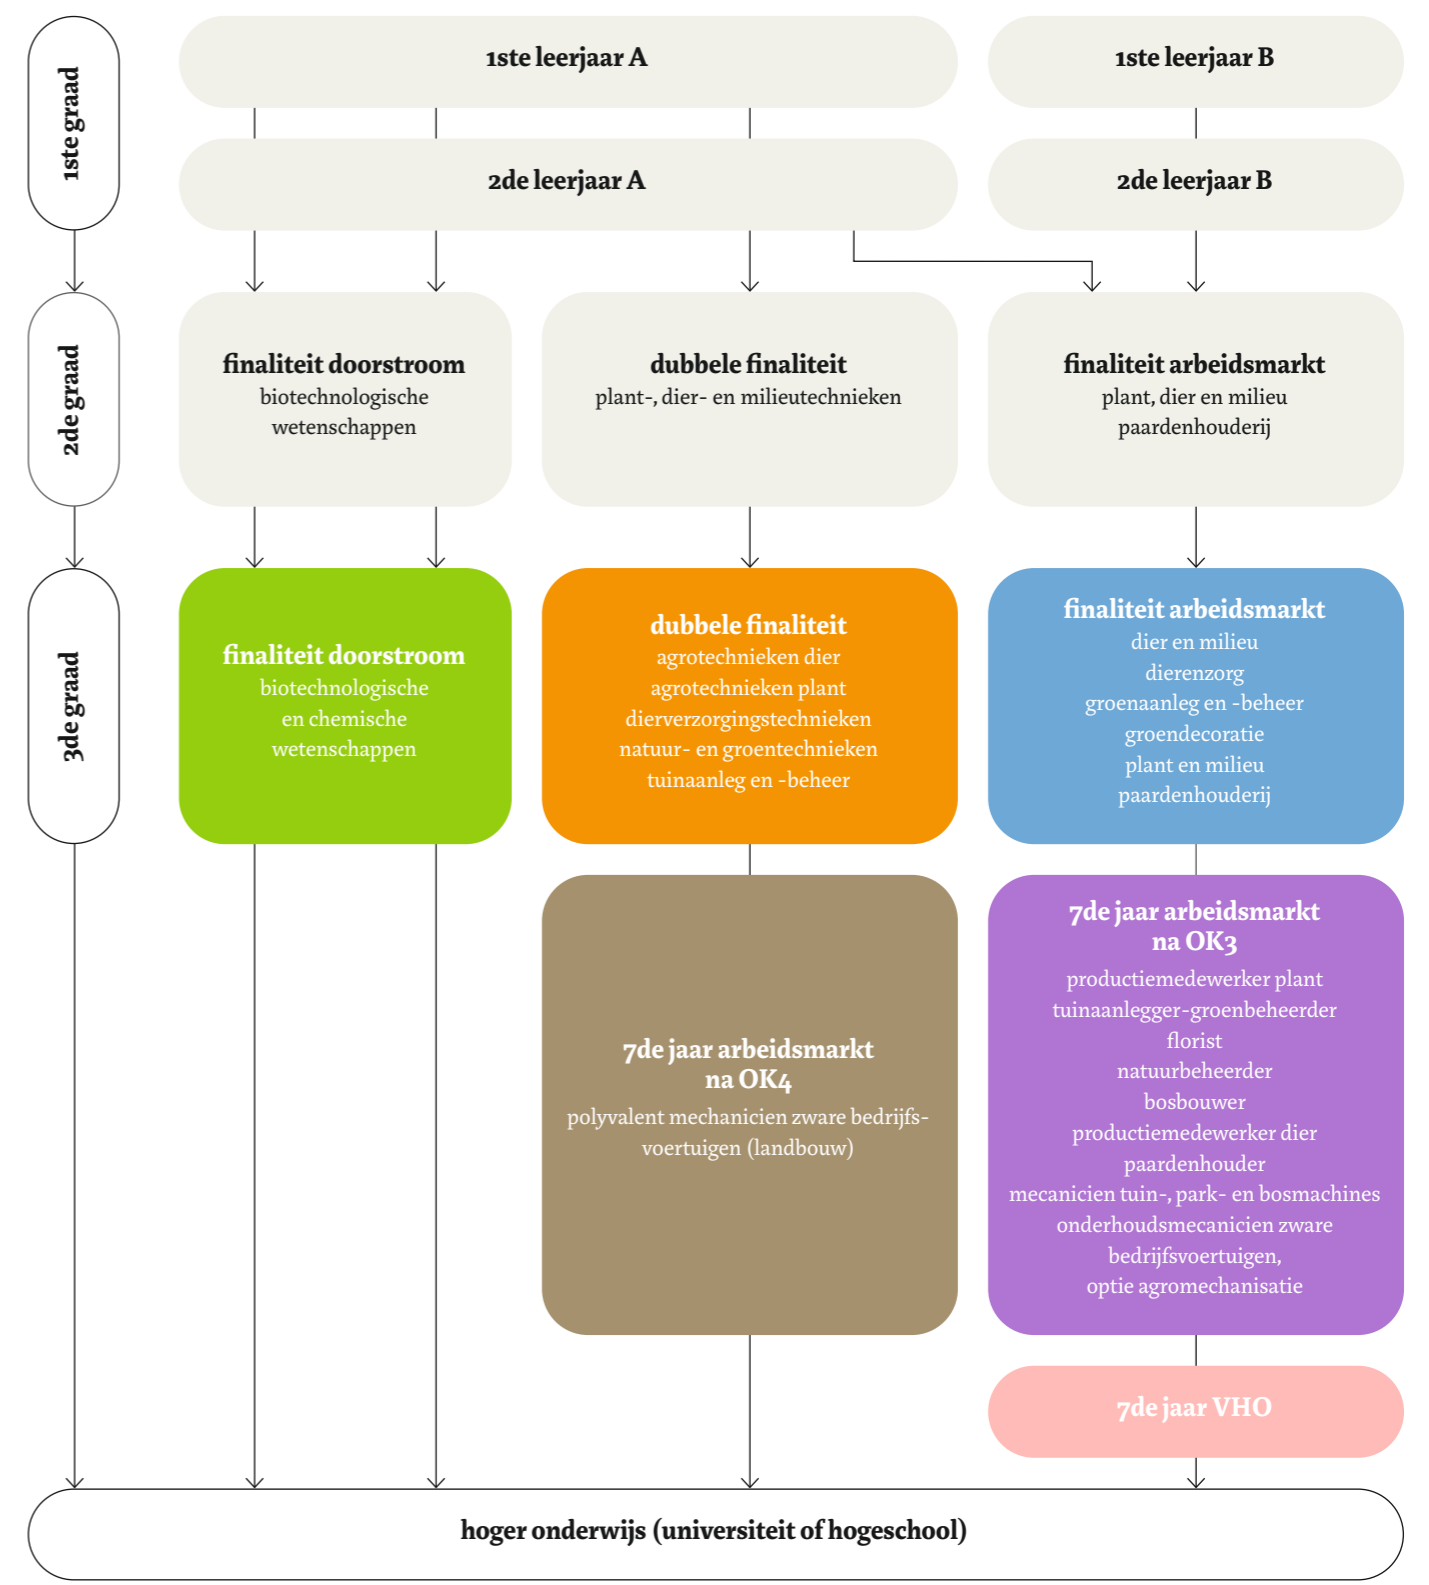 1ste graad
1ste leerjaar A
1ste leerjaar B
2de leerjaar A
2de leerjaar B
2de graad
finaliteit doorstroom
biotechnologische
wetenschappen
dubbele finaliteit
plant-, dier- en milieutechnieken
finaliteit arbeidsmarkt
plant, dier en milieu
paardenhouderij
3de graad
finaliteit doorstroom
biotechnologische
en chemische
wetenschappen
dubbele finaliteit
agrotechnieken dier
agrotechnieken plant
dierverzorgingstechnieken
natuur- en groentechnieken
tuinaanleg en -beheer
finaliteit arbeidsmarkt
dier en milieu
dierenzorg
groenaanleg en -beheer
groendecoratie
plant en milieu
paardenhouderij
7de jaar arbeidsmarkt
na OK4
polyvalent mechanicien zware bedrijfs-
voertuigen (landbouw)
7de jaar arbeidsmarkt
na OK3
productiemedewerker plant
tuinaanlegger-groenbeheerder
florist
natuurbeheerder
bosbouwer
productiemedewerker dier
paardenhouder
mecanicien tuin-, park- en bosmachines
onderhoudsmecanicien zware
bedrijfsvoertuigen,
optie agromechanisatie
7de jaar VHO
hoger onderwijs (universiteit of hogeschool)